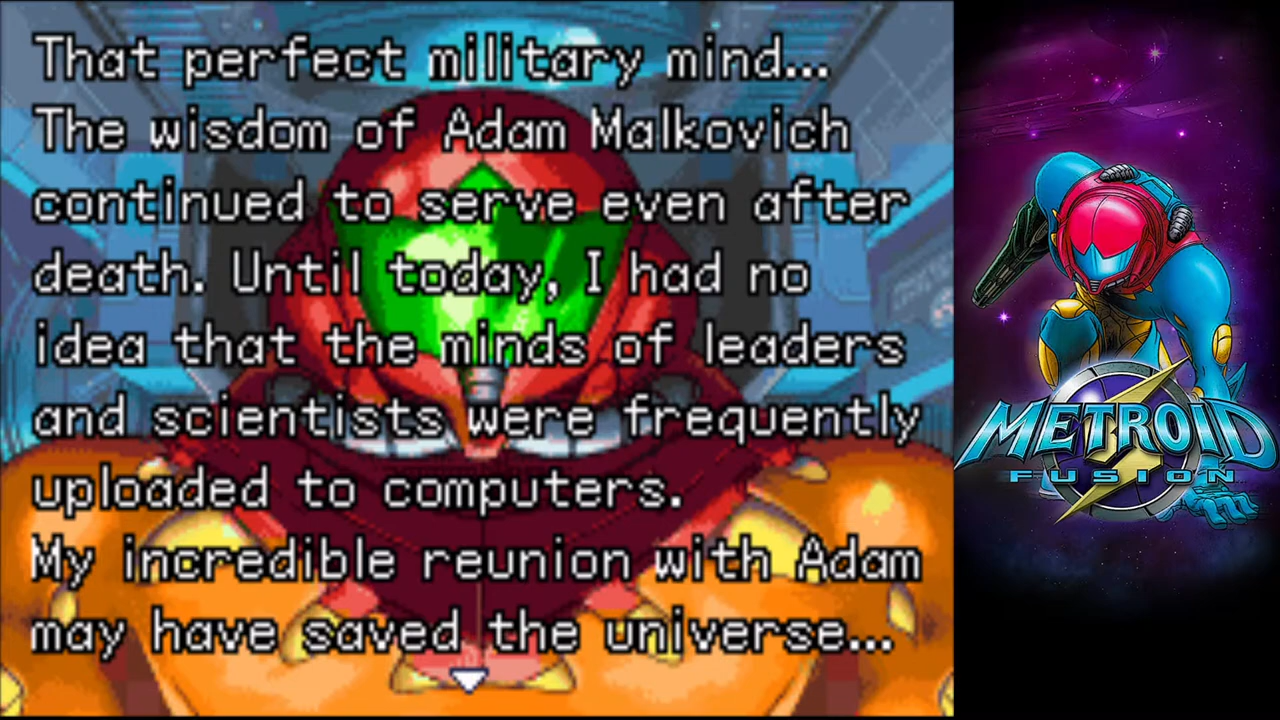 That perfect military mind...
The wisdom of Adam Malkovich
continued to serve even after
death. Until today, I had no
idea that the minds of leaders
and scientists were frequently
uploaded to computers.
My incredible reunion with Adam
may have saved the universe...
METROID
FUSION